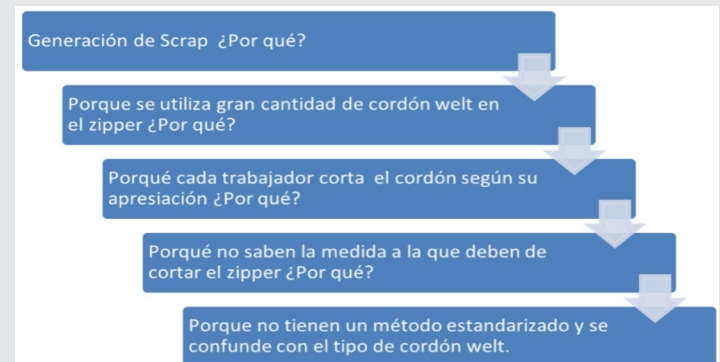 Generación de Scrap ¿Por qué?
Porque se utiliza gran cantidad de cordón welt en
el zipper ¿Por qué?
Porqué cada trabajador corta el cordón según su
apresiación ¿Por qué?
Porqué no saben la medida a la que deben de
cortar el zipper ¿Por qué?
Porque no tienen un método estandarizado y se
confunde con el tipo de cordón welt.